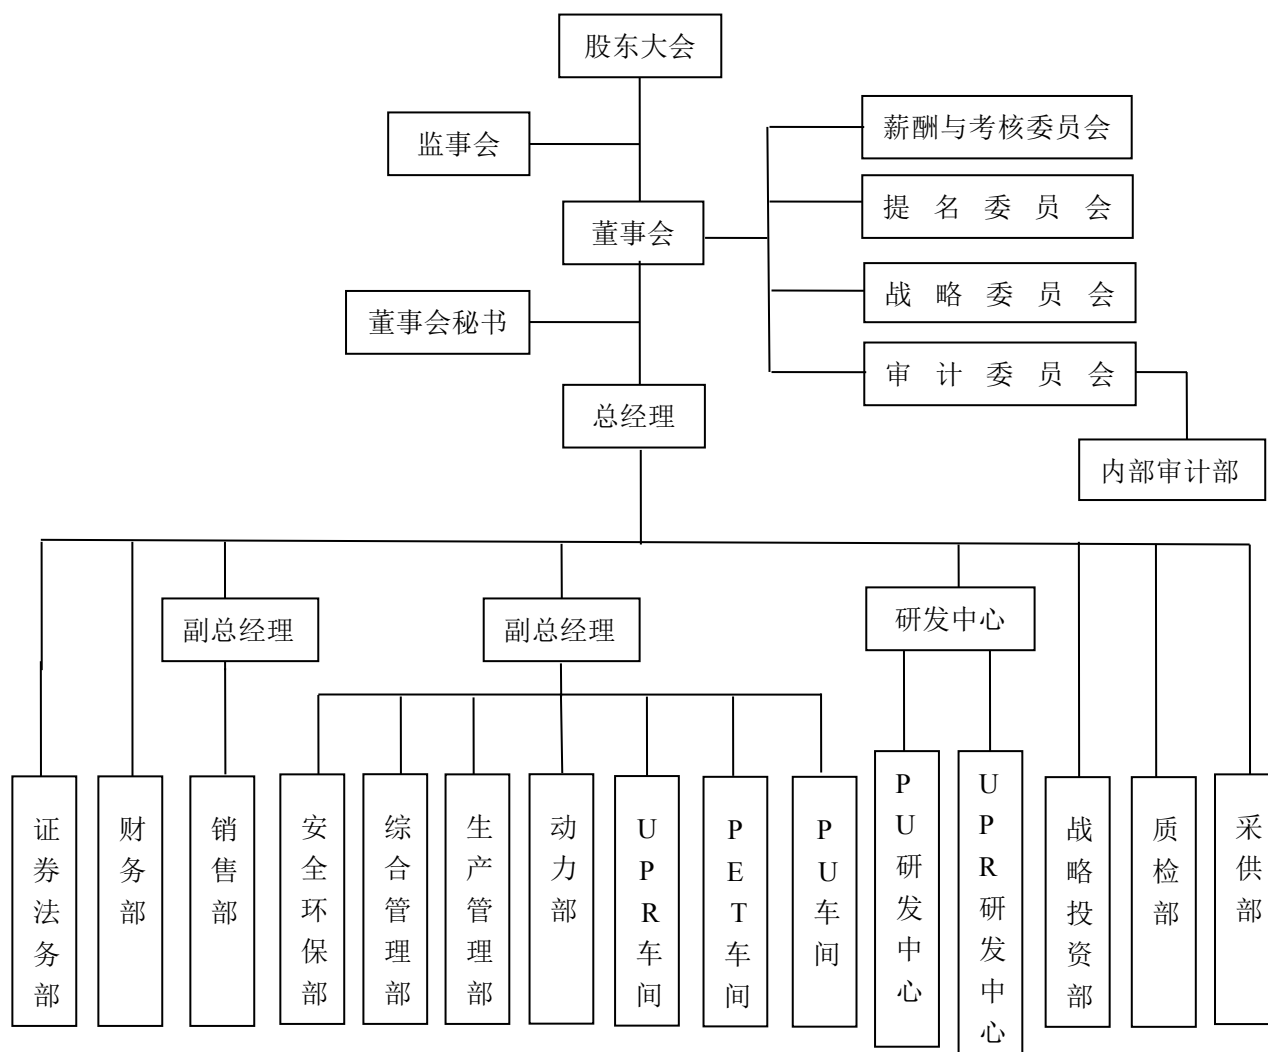 股东大会
监事会
薪酬与考核委员会
提名委员会
董事会
战略委员会
董事会秘书
审计委员会
总经理
内部审计部
副总经理
副总经理
研发中心
证券法务部
财务部
销售部
安全环保部
综合管理部
生产管理部
动力部
UPR车间
PET车间
PU车间
PU研发中心
UPR研发中心
战略投资部
质检部
采供部